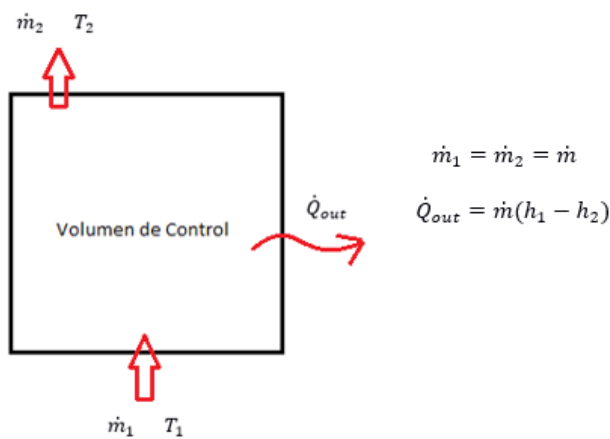 ṁ₂ T₂
ṁ₁ = ṁ₂ = ṁ
Q̇ₒᵤₜ
Q̇ₒᵤₜ = ṁ(h₁ − h₂)
Volumen de Control
ṁ₁ T₁